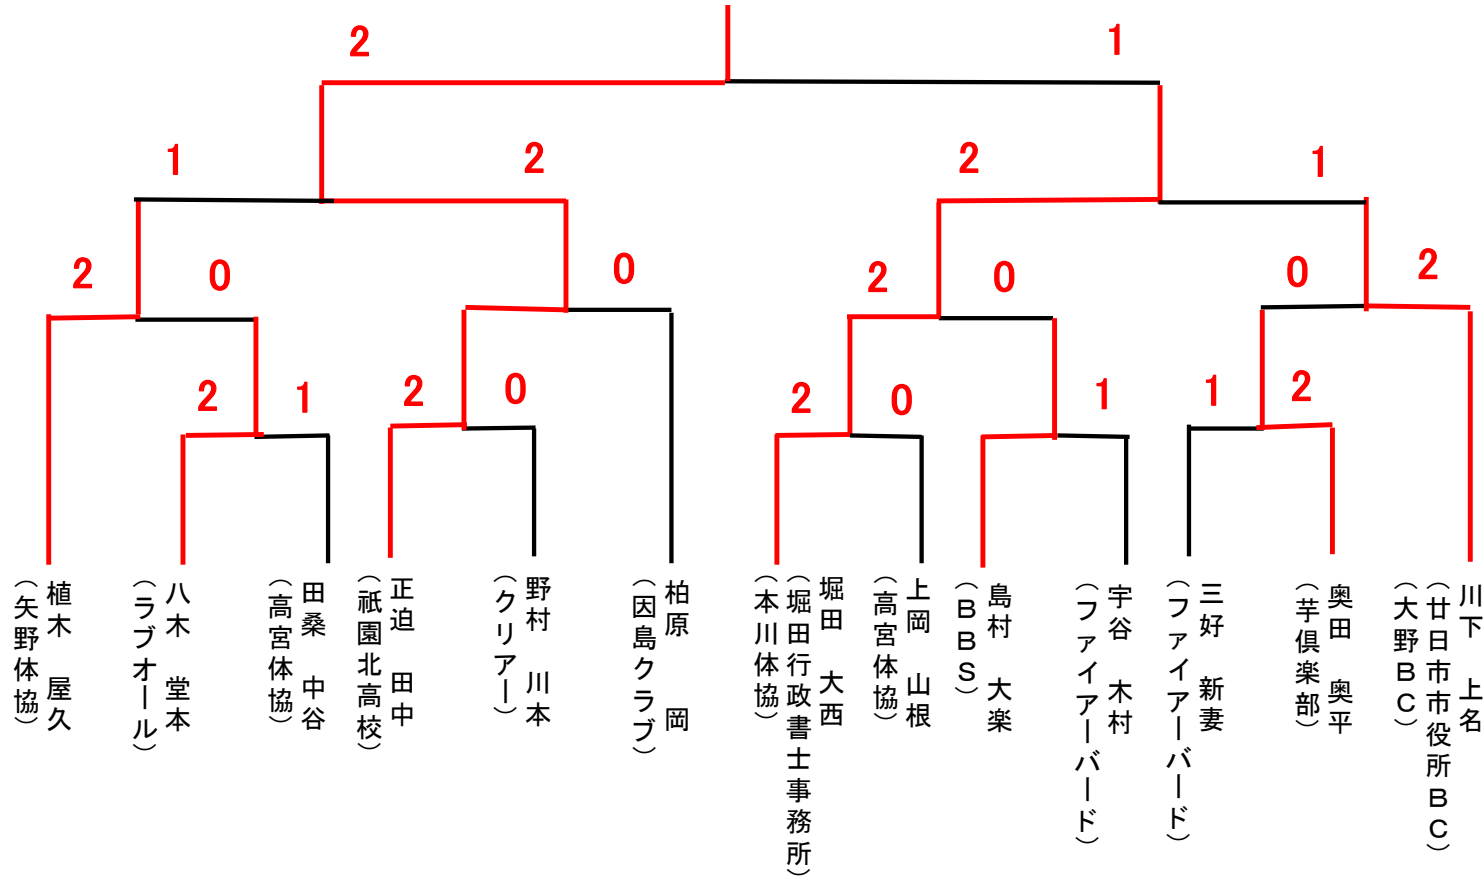 2
1
1
2
2
1
2
0
0
2
0
0
2
2
1
2
0
2
0
1
1
2
植木　屋久
（矢野体協）
八木　堂本
（ラブオール）
田桑　中谷
（高宮体協）
正迫　田中
（祇園北高校）
野村　川本
（クリアー）
柏原　岡
（因島クラブ）
堀田　大西
（堀田行政書士事務所）
（本川体協）
上岡　山根
（高宮体協）
島村　大楽
（ＢＢＳ）
宇谷　木村
（ファイアーバード）
三好　新妻
（ファイアーバード）
奥田　奥平
（芋倶楽部）
川下　上名
（廿日市市役所ＢＣ）
（大野ＢＣ）